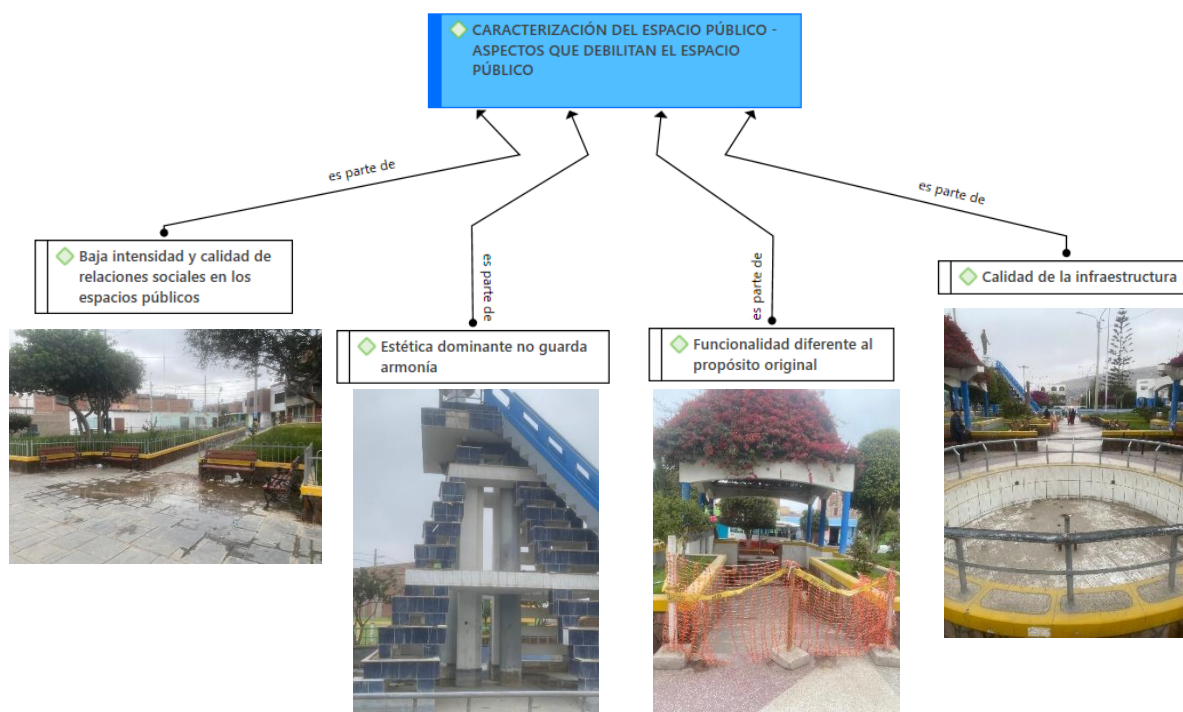 CARACTERIZACIÓN DEL ESPACIO PÚBLICO -
ASPECTOS QUE DEBILITAN EL ESPACIO
PÚBLICO
es parte de
es parte de
es parte de
es parte de
Baja intensidad y calidad de
relaciones sociales en los
espacios públicos
Estética dominante no guarda
armonía
Funcionalidad diferente al
propósito original
Calidad de la infraestructura